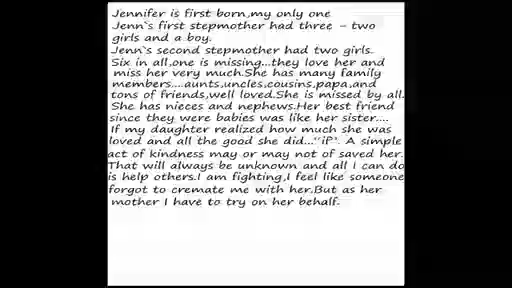 Jennifer is first born,my only one
Jenn`s first stepmother had three - two
girls and a boy.
Jenn`s second stepmother had two girls.
Six in all,one is missing...they love her and
miss her very much.She has many family
members....aunts,uncles,cousins,papa,and
tons of friends,well loved.She is missed by all.
She has nieces and nephews.Her best friend
since they were babies was like her sister....
If my daughter realized how much she was
loved and all the good she did...``if``. A simple
act of kindness may or may not of saved her.
That will always be unknown and all I can do
is help others.I am fighting,I feel like someone
forgot to cremate me with her.But as her
mother I have to try on her behalf.